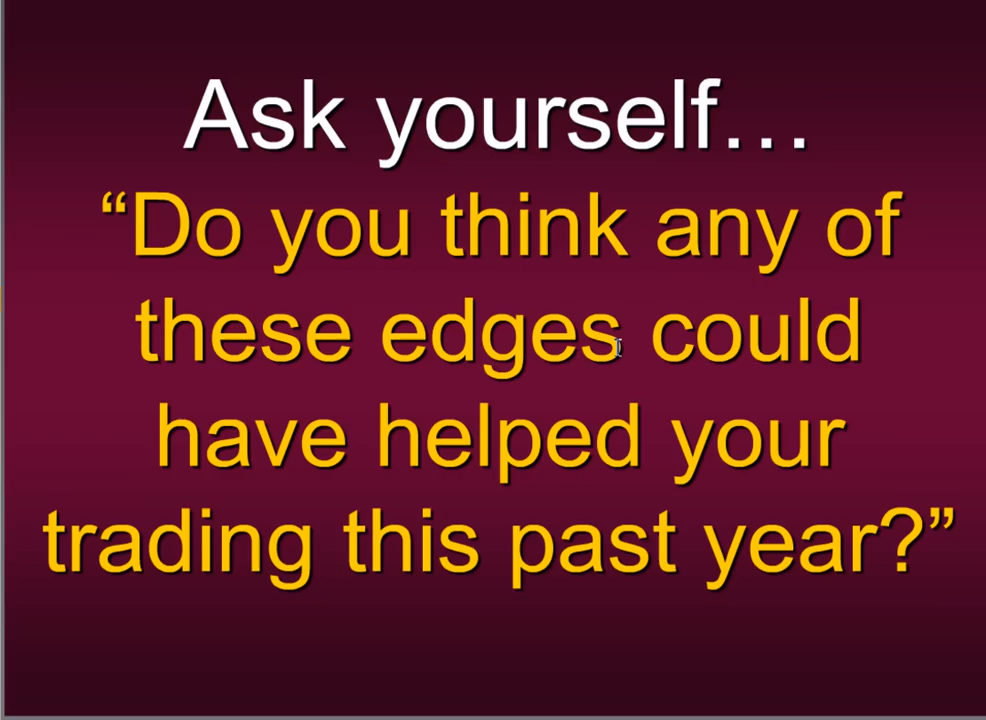 Ask yourself…
“Do you think any of
these edges could
have helped your
trading this past year?”